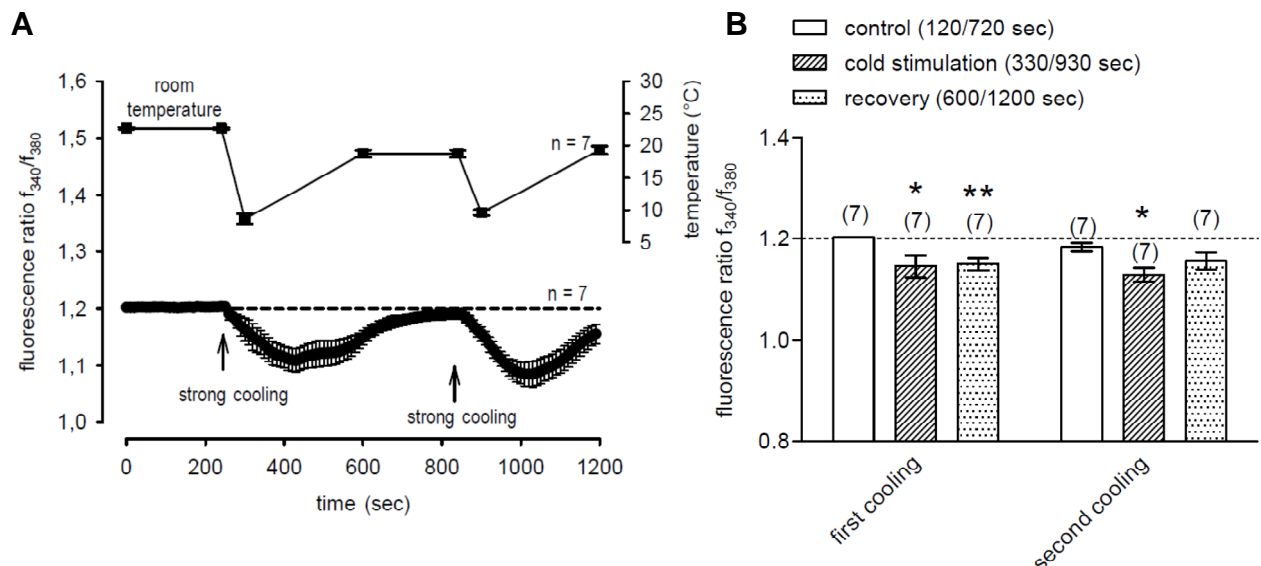 A
B
control (120/720 sec)
cold stimulation (330/930 sec)
recovery (600/1200 sec)
fluorescence ratio f340/f380
1,6
1,5
1,4
1,3
1,2
1,1
1,0
room
temperature
n = 7
n = 7
strong cooling
strong cooling
30
25
20
15
10
5
temperature (°C)
0 200 400 600 800 1000 1200
time (sec)
fluorescence ratio f340/f380
1.4
1.2
1.0
0.8
(7)
*
(7)
**
(7)
(7)
*
(7)
(7)
first cooling
second cooling